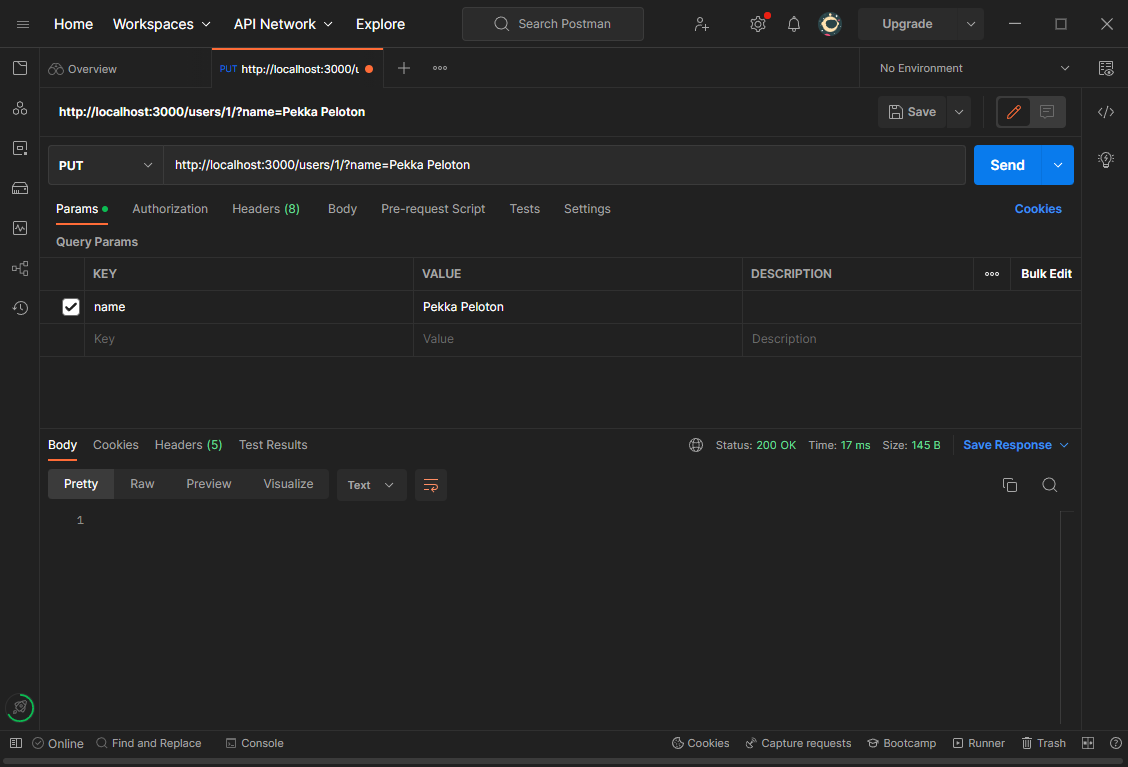 Home Workspaces API Network Explore Search Postman Upgrade
Overview PUT http://localhost:3000/u No Environment
http://localhost:3000/users/1/?name=Pekka Peloton Save
PUT http://localhost:3000/users/1/?name=Pekka Peloton Send
Params Authorization Headers (8) Body Pre-request Script Tests Settings Cookies
Query Params
KEY VALUE DESCRIPTION Bulk Edit
name Pekka Peloton
Key Value Description
Body Cookies Headers (5) Test Results Status: 200 OK Time: 17 ms Size: 145 B Save Response
Pretty Raw Preview Visualize Text
1
Online Find and Replace Console Cookies Capture requests Bootcamp Runner Trash